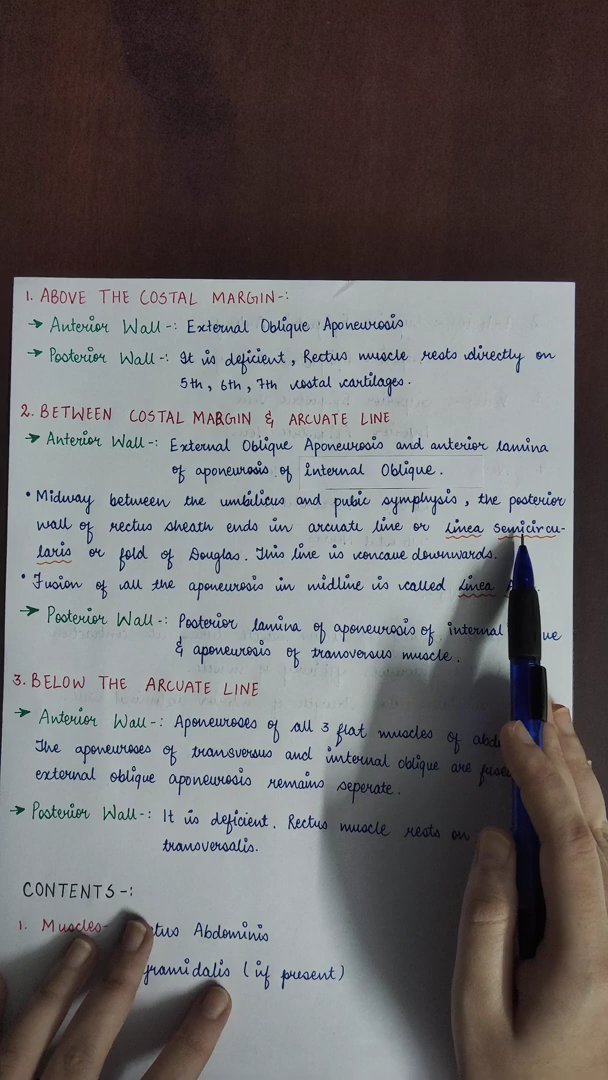 1. ABOVE THE COSTAL MARGIN-:
→ Anterior Wall-: External Oblique Aponeurosis
→ Posterior Wall-: It is deficient, Rectus muscle rests directly on
5th, 6th, 7th costal cartilages.
2. BETWEEN COSTAL MARGIN & ARCUATE LINE
→ Anterior Wall-: External Oblique Aponeurosis and anterior lamina
of aponeurosis of internal Oblique.
• Midway between the umbilicus and pubic symphysis, the posterior
wall of rectus sheath ends in arcuate line or linea semicircu-
laris or fold of Douglas. This line is concave downwards.
• Fusion of all the aponeurosis in midline is called linea
→ Posterior Wall-: Posterior lamina of aponeurosis of internal
& aponeurosis of transversus muscle.
3. BELOW THE ARCUATE LINE
→ Anterior Wall-: Aponeuroses of all 3 flat muscles of
The aponeuroses of transversus and internal oblique are
external oblique aponeurosis remains seperate.
→ Posterior Wall-: It is deficient. Rectus muscle rests on
transversalis.
CONTENTS-:
1. Muscles- Abdominis
(if present)